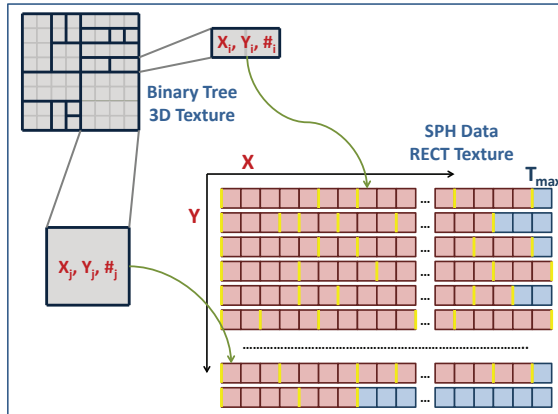 Xᵢ, Yᵢ, #ᵢ
Binary Tree
3D Texture
SPH Data
RECT Texture
X
Tₘₐₓ
Y
...
Xⱼ, Yⱼ, #ⱼ
...
...
...
...
...
...............................................
...
...